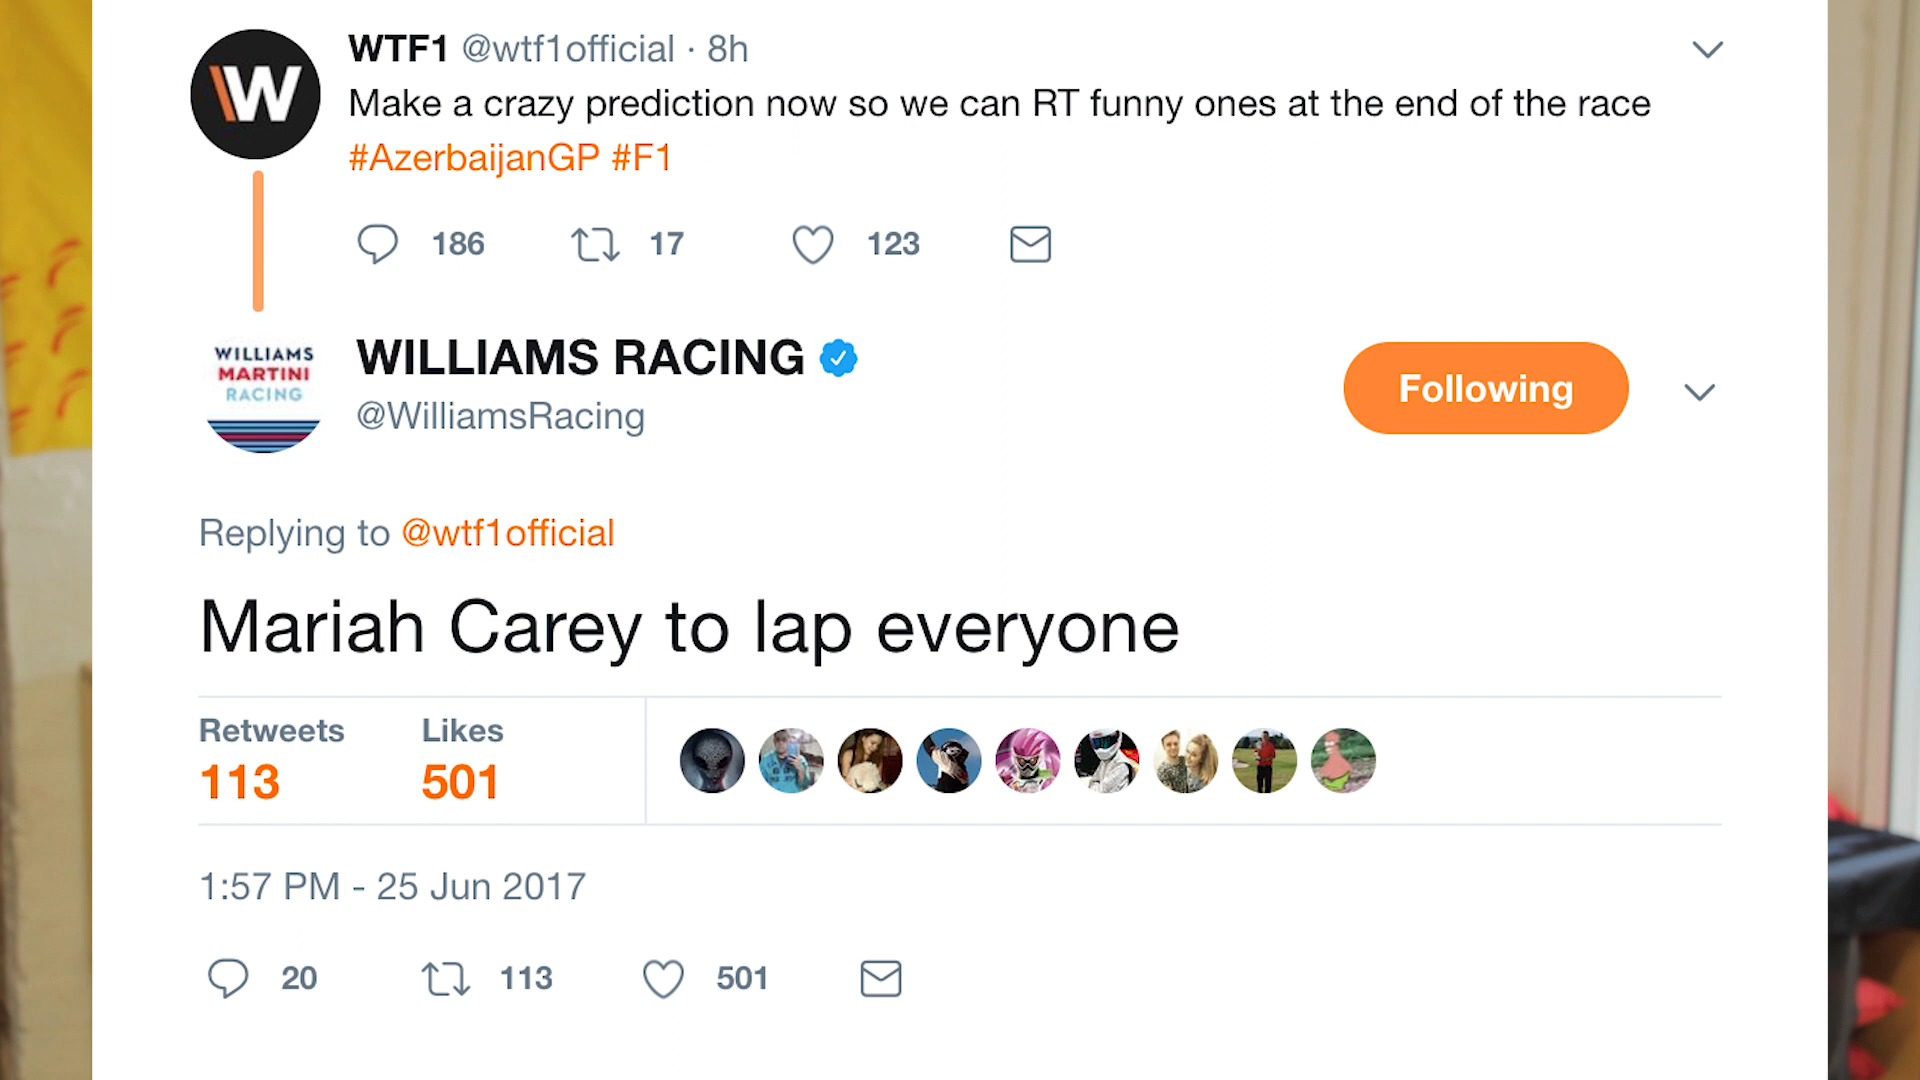 WTF1 @wtf1official · 8h
Make a crazy prediction now so we can RT funny ones at the end of the race
#AzerbaijanGP #F1
186 17 123
W
WILLIAMS
MARTINI
RACING
WILLIAMS RACING
@WilliamsRacing
Following
Replying to @wtf1official
Mariah Carey to lap everyone
Retweets Likes
113 501
1:57 PM - 25 Jun 2017
20 113 501